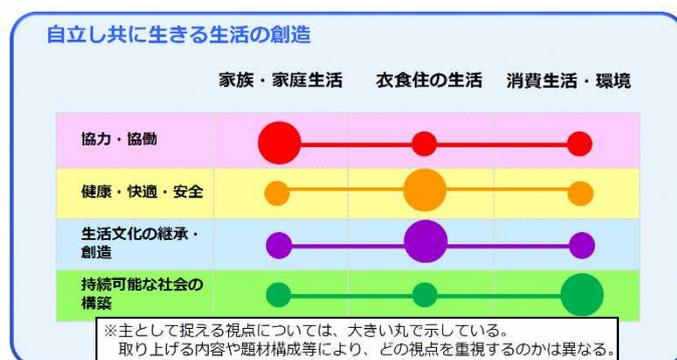 自立し共に生きる生活の創造
家族・家庭生活 衣食住の生活 消費生活・環境
協力・協働
健康・快適・安全
生活文化の継承・
創造
持続可能な社会の
構築
※主として捉える視点については、大きい丸で示している。
取り上げる内容や題材構成等により、どの視点を重視するのかは異なる。